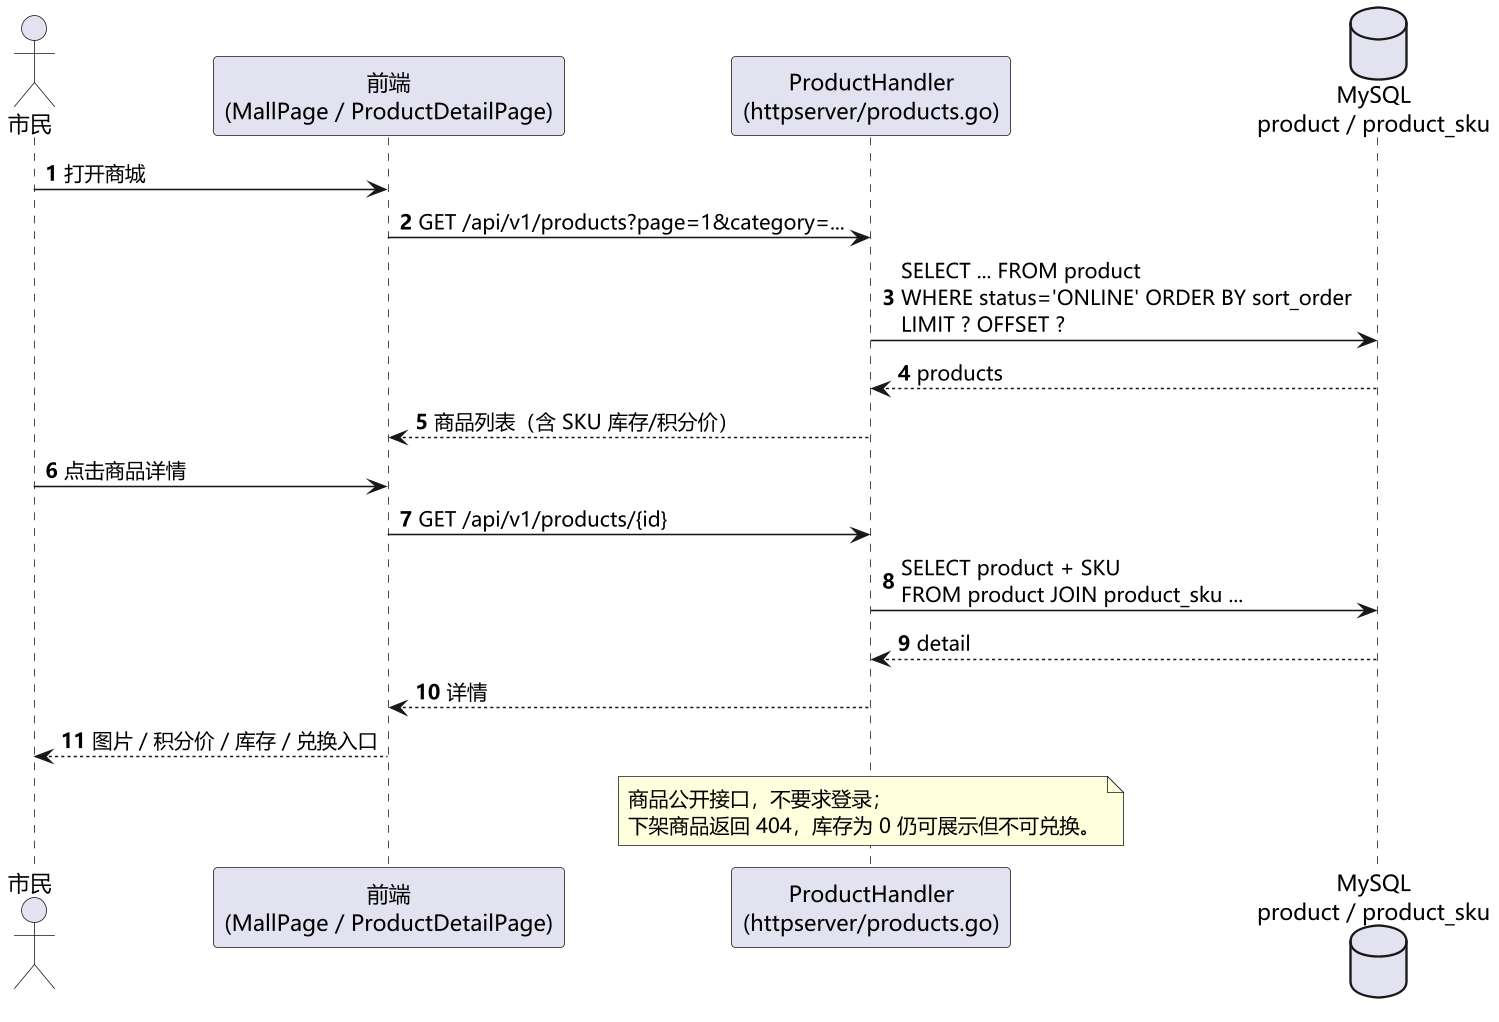 市民
前端
(MallPage / ProductDetailPage)
ProductHandler
(httpserver/products.go)
MySQL
product / product_sku
1 打开商城
2 GET /api/v1/products?page=1&category=...
3 SELECT ... FROM product
WHERE status='ONLINE' ORDER BY sort_order
LIMIT ? OFFSET ?
4 products
5 商品列表（含 SKU 库存/积分价）
6 点击商品详情
7 GET /api/v1/products/{id}
8 SELECT product + SKU
FROM product JOIN product_sku ...
9 detail
10 详情
11 图片 / 积分价 / 库存 / 兑换入口
商品公开接口，不要求登录；
下架商品返回 404，库存为 0 仍可展示但不可兑换。
市民
前端
(MallPage / ProductDetailPage)
ProductHandler
(httpserver/products.go)
MySQL
product / product_sku